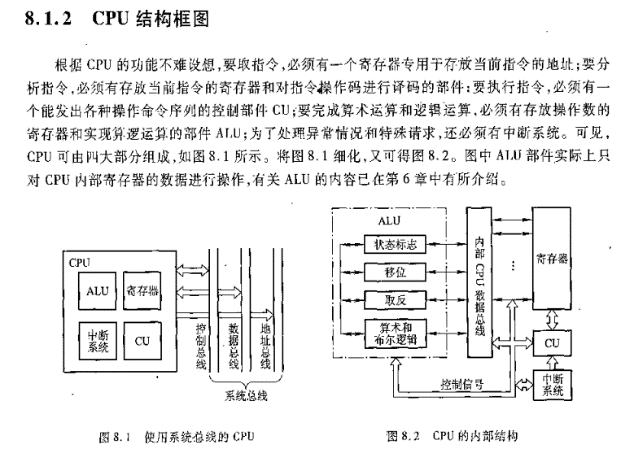 8.1.2 CPU 结构框图
根据 CPU 的功能不难设想,要取指令,必须有一个寄存器专用于存放当前指令的地址;要分
析指令,必须有存放当前指令的寄存器和对指令操作码进行译码的部件;要执行指令,必须有一
个能发出各种操作命令序列的控制部件 CU;要完成算术运算和逻辑运算,必须有存放操作数的
寄存器和实现算逻运算的部件 ALU;为了处理异常情况和特殊请求,还必须有中断系统。可见,
CPU 可由四大部分组成,如图8.1 所示。将图8.1 细化,又可得图8.2。图中 ALU 部件实际上只
对 CPU 内部寄存器的数据进行操作,有关 ALU 的内容已在第 6 章中有所介绍。
CPU
ALU
寄存器
中断
系统
CU
控制总线
数据总线
地址总线
系统总线
图 8.1 使用系统总线的 CPU
ALU
状态标志
移位
取反
算术和
布尔逻辑
内部 CPU 数据总线
寄存器
CU
中断
系统
控制信号
图 8.2 CPU 的内部结构